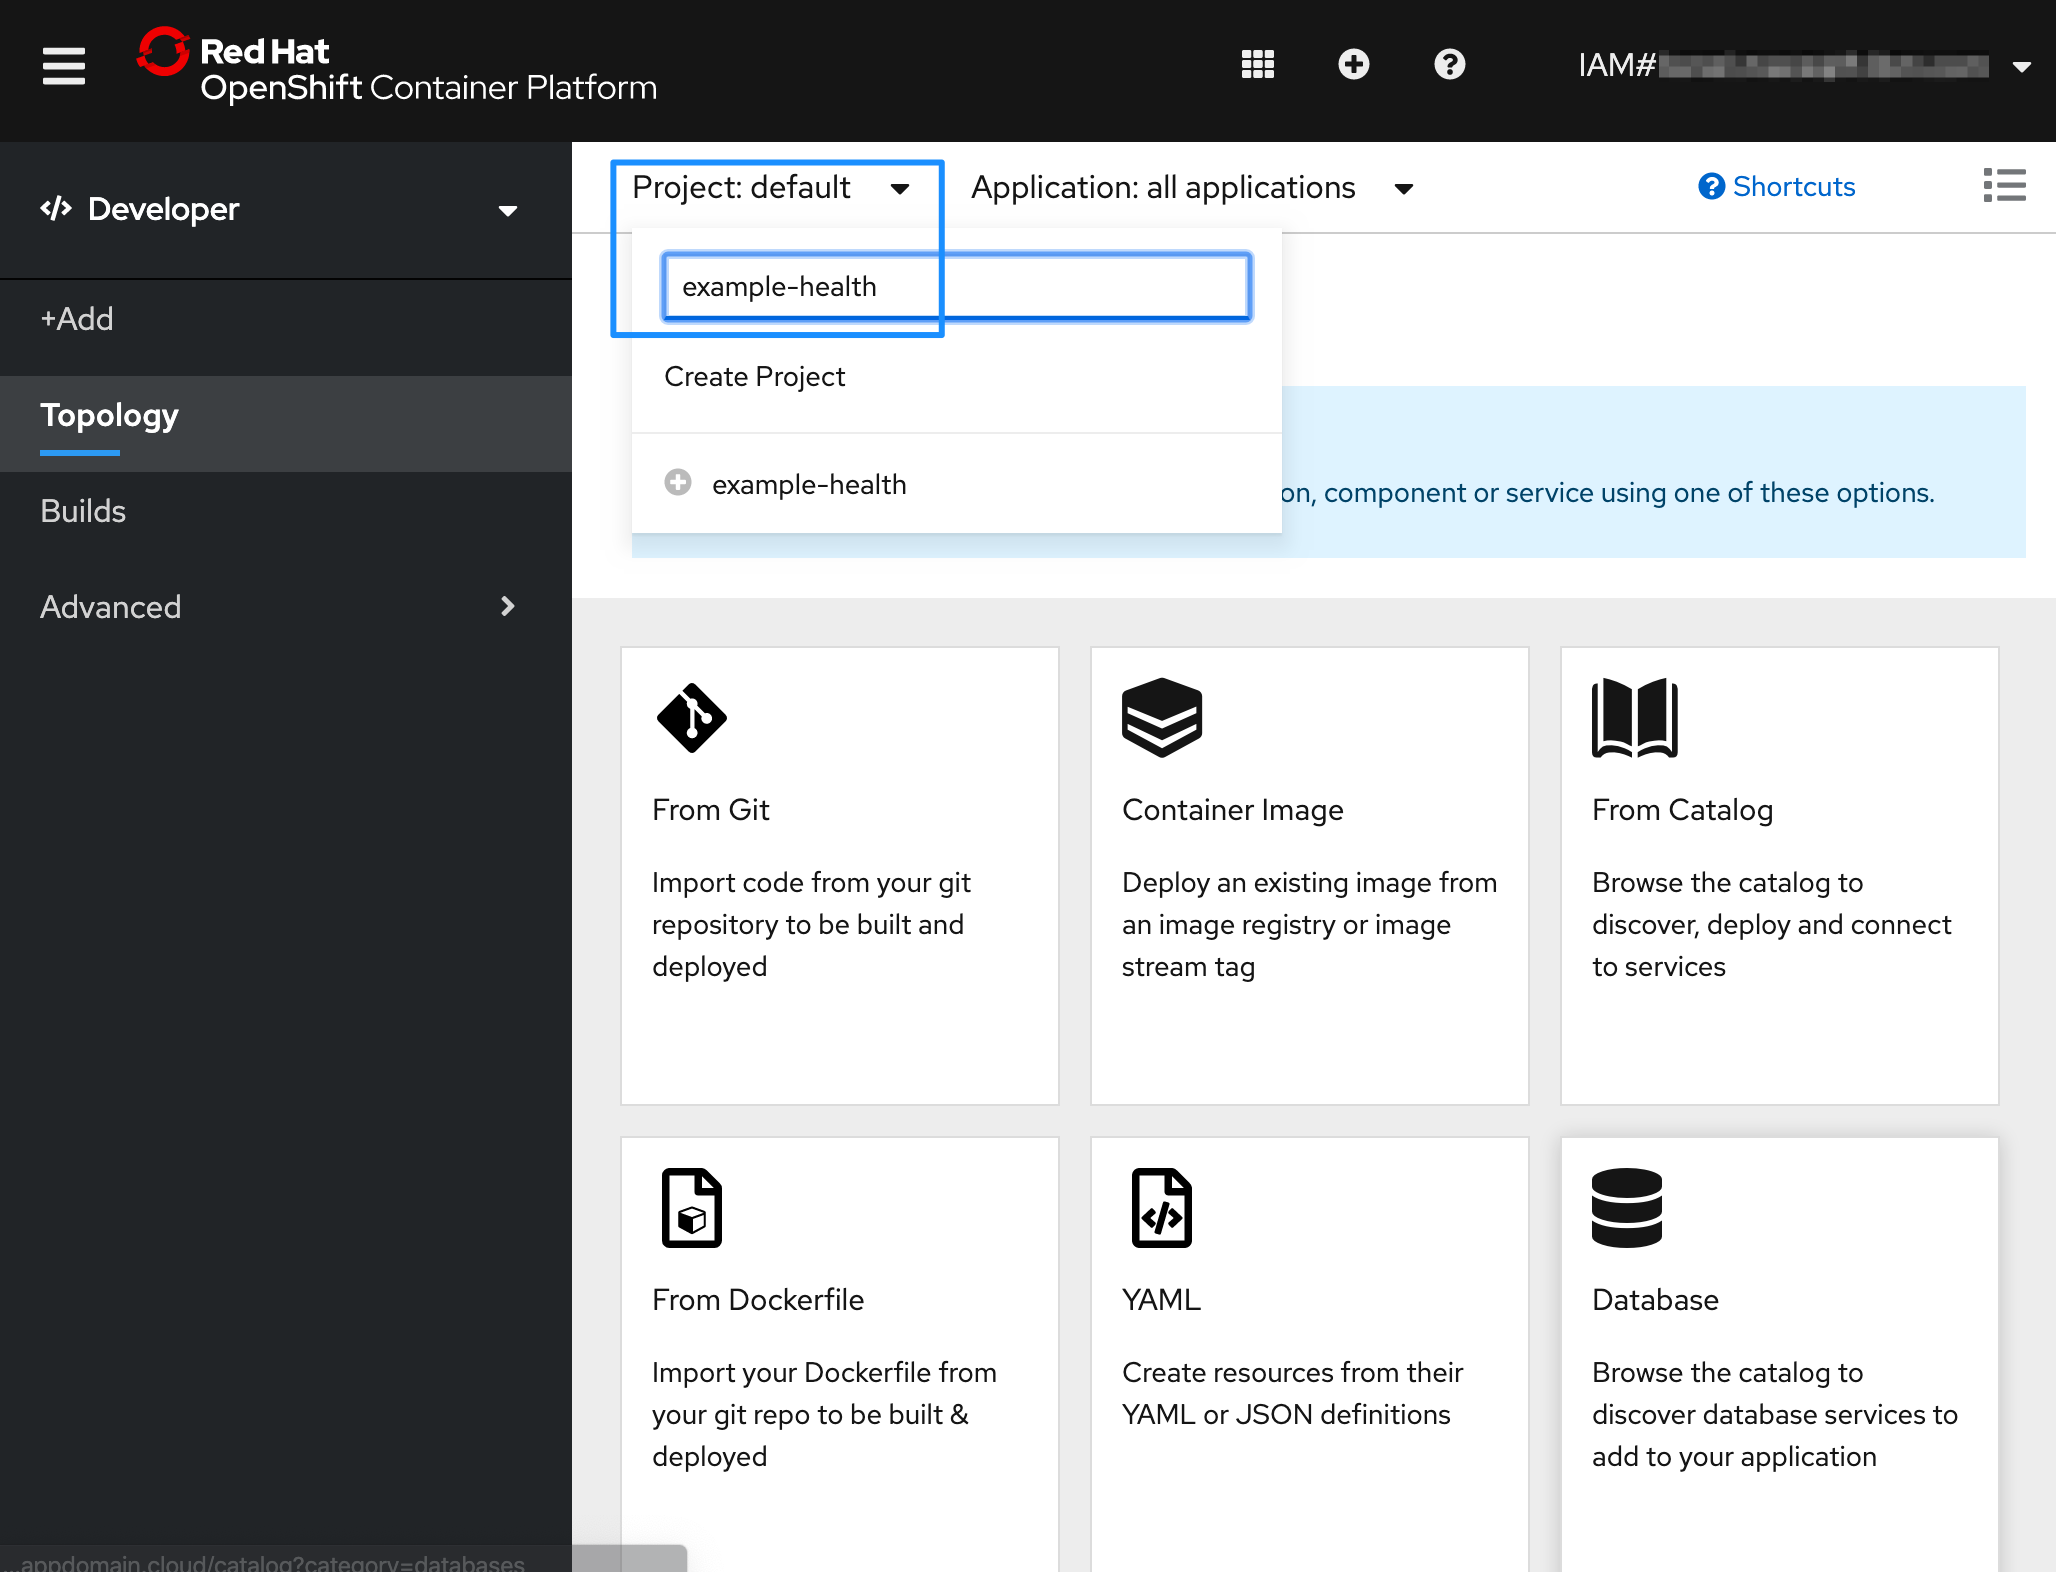 Red Hat
OpenShift Container Platform
IAM#
Developer
+Add
Topology
Builds
Advanced
Project: default
Application: all applications
Shortcuts
example-health
Create Project
example-health
on, component or service using one of these options.
From Git
Import code from your git
repository to be built and
deployed
Container Image
Deploy an existing image from
an image registry or image
stream tag
From Catalog
Browse the catalog to
discover, deploy and connect
to services
From Dockerfile
Import your Dockerfile from
your git repo to be built &
deployed
YAML
Create resources from their
YAML or JSON definitions
Database
Browse the catalog to
discover database services to
add to your application
...appdomain.cloud/catalog?category=databases